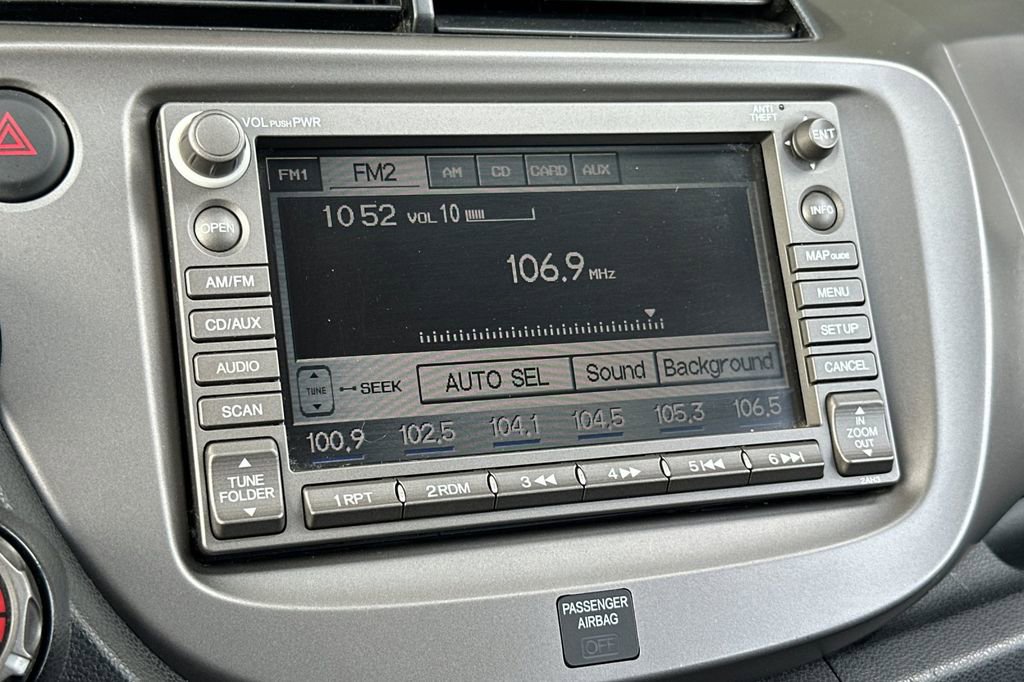 VOL PUSH PWR
ANTI THEFT
ENT
FM1 FM2 AM CD CARD AUX
OPEN
INFO
10 52 VOL 10
106.9 MHz
AM/FM
CD/AUX
AUDIO
SCAN
MAP GUIDE
MENU
SETUP
CANCEL
TUNE SEEK AUTO SEL Sound Background
100.9 102.5 104.1 104.5 105.3 106.5
TUNE
FOLDER
IN
ZOOM
OUT
1 RPT 2 RDM 3 4 5 6
2AH3
PASSENGER
AIRBAG
OFF